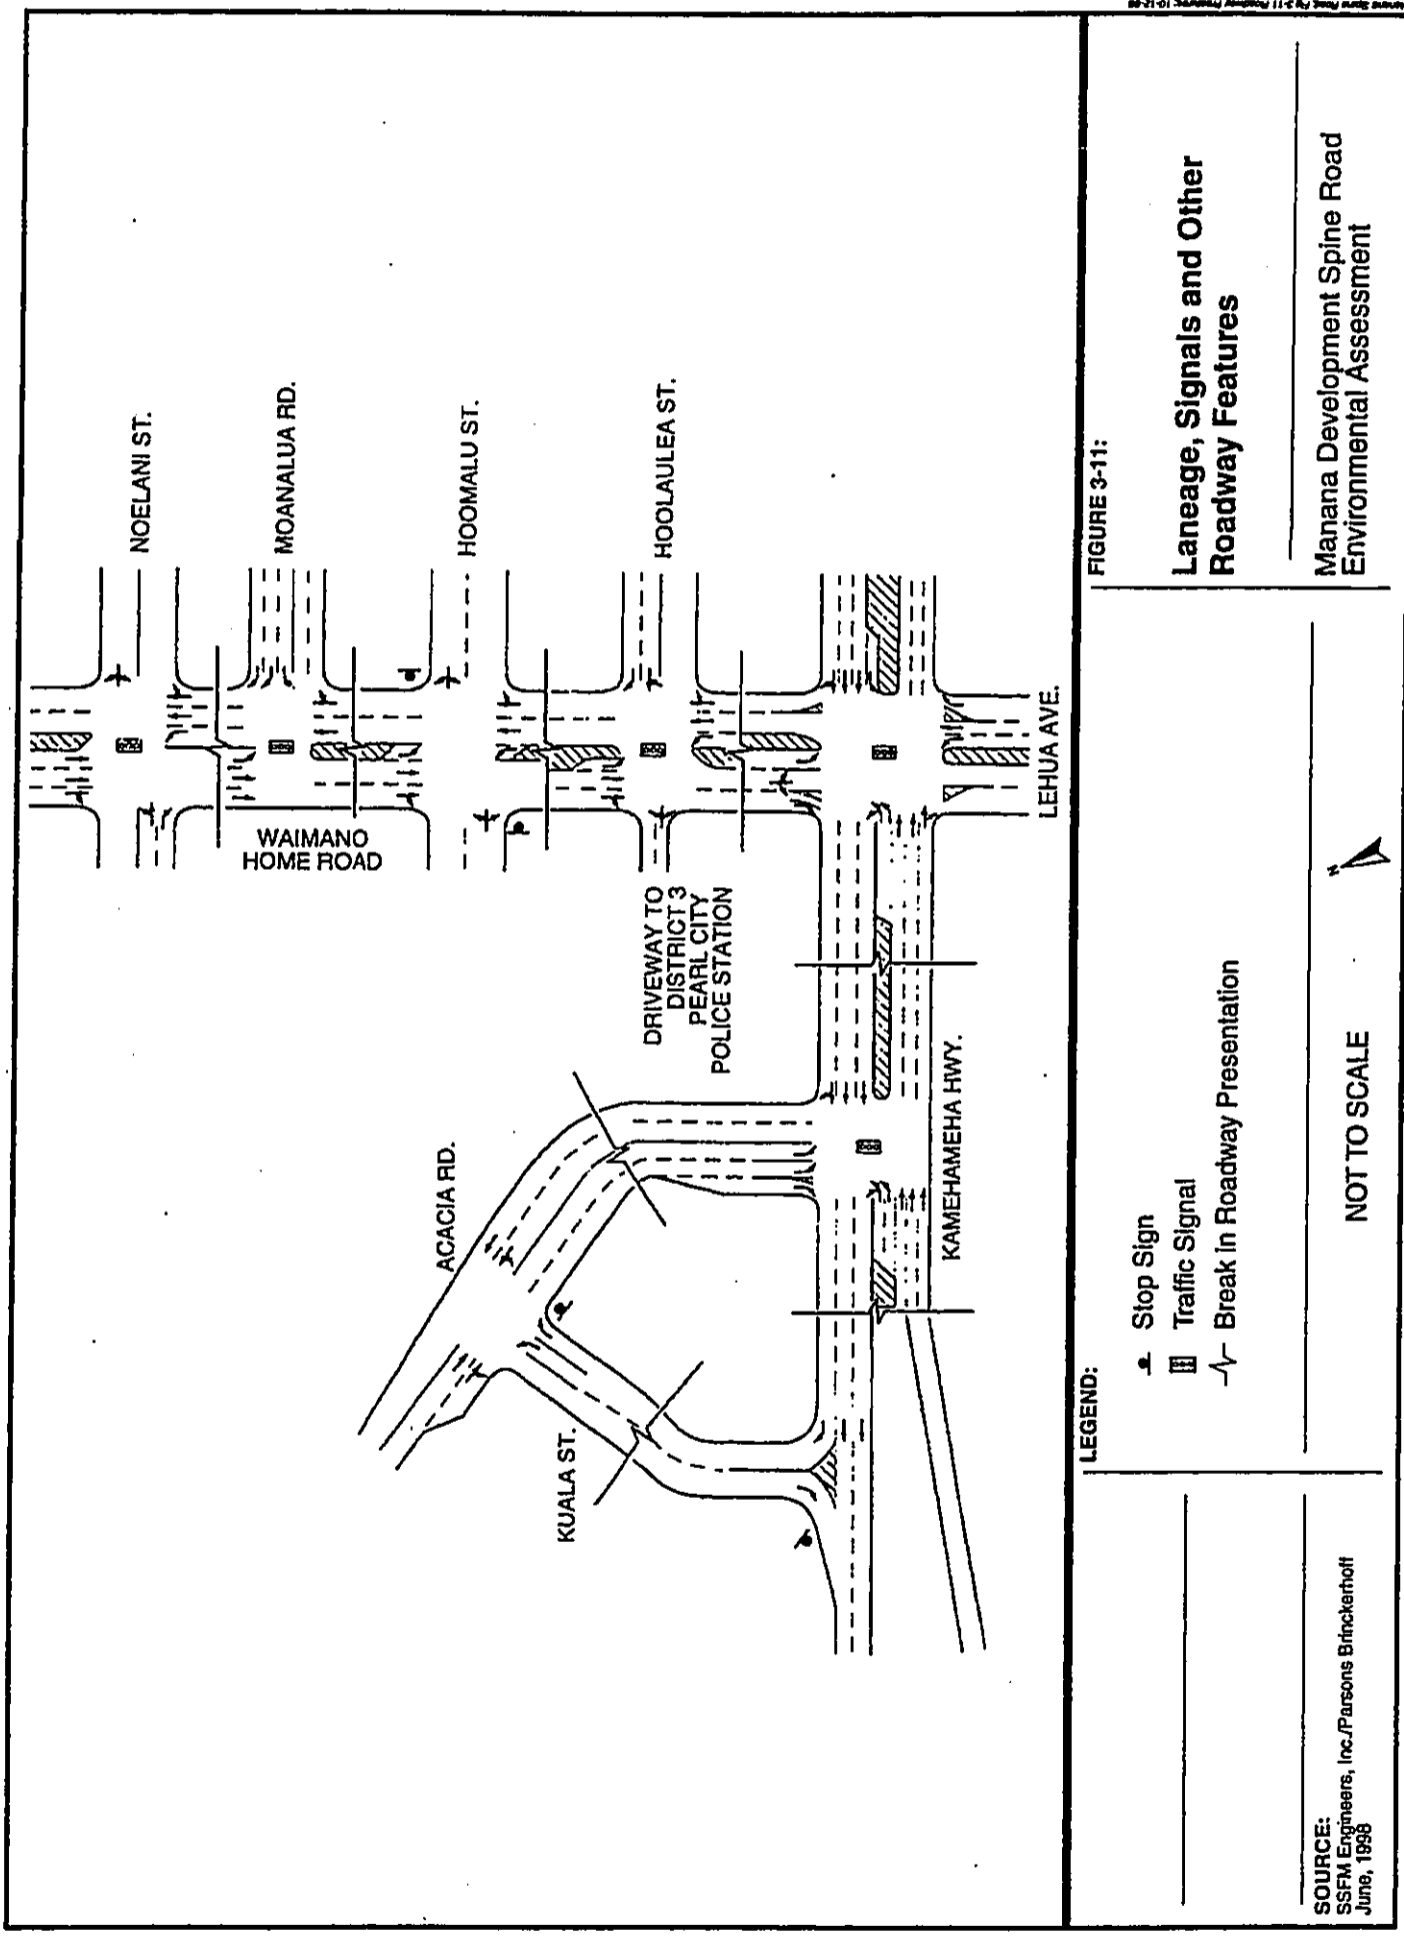 NOELANI ST.
MOANALUA RD.
HOOMALU ST.
HOOLAULEA ST.
WAIMANO
HOME ROAD
LEHUA AVE.
DRIVEWAY TO
DISTRICT 3
PEARL CITY
POLICE STATION
ACACIA RD.
KUALA ST.
KAMEHAMEHA HWY.
LEGEND:
Stop Sign
Traffic Signal
Break in Roadway Presentation
N
NOT TO SCALE
FIGURE 3-11:
Laneage, Signals and Other
Roadway Features
Manana Development Spine Road
Environmental Assessment
SOURCE:
SSFM Engineers, Inc./Parsons Brinckerhoff
June, 1998